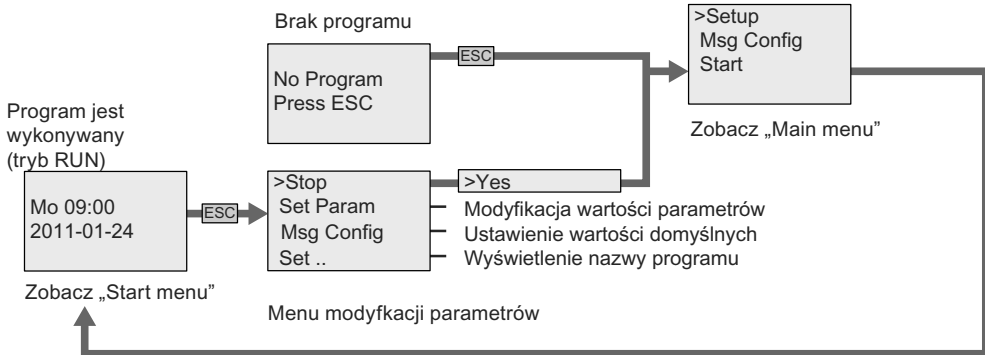 Brak programu
No Program
Press ESC
ESC
>Setup
Msg Config
Start
Zobacz „Main menu”
Program jest
wykonywany
(tryb RUN)
Mo 09:00
2011-01-24
ESC
Zobacz „Start menu”
>Stop
Set Param
Msg Config
Set ..
>Yes
Modyfikacja wartości parametrów
Ustawienie wartości domyślnych
Wyświetlenie nazwy programu
Menu modyfkacji parametrów